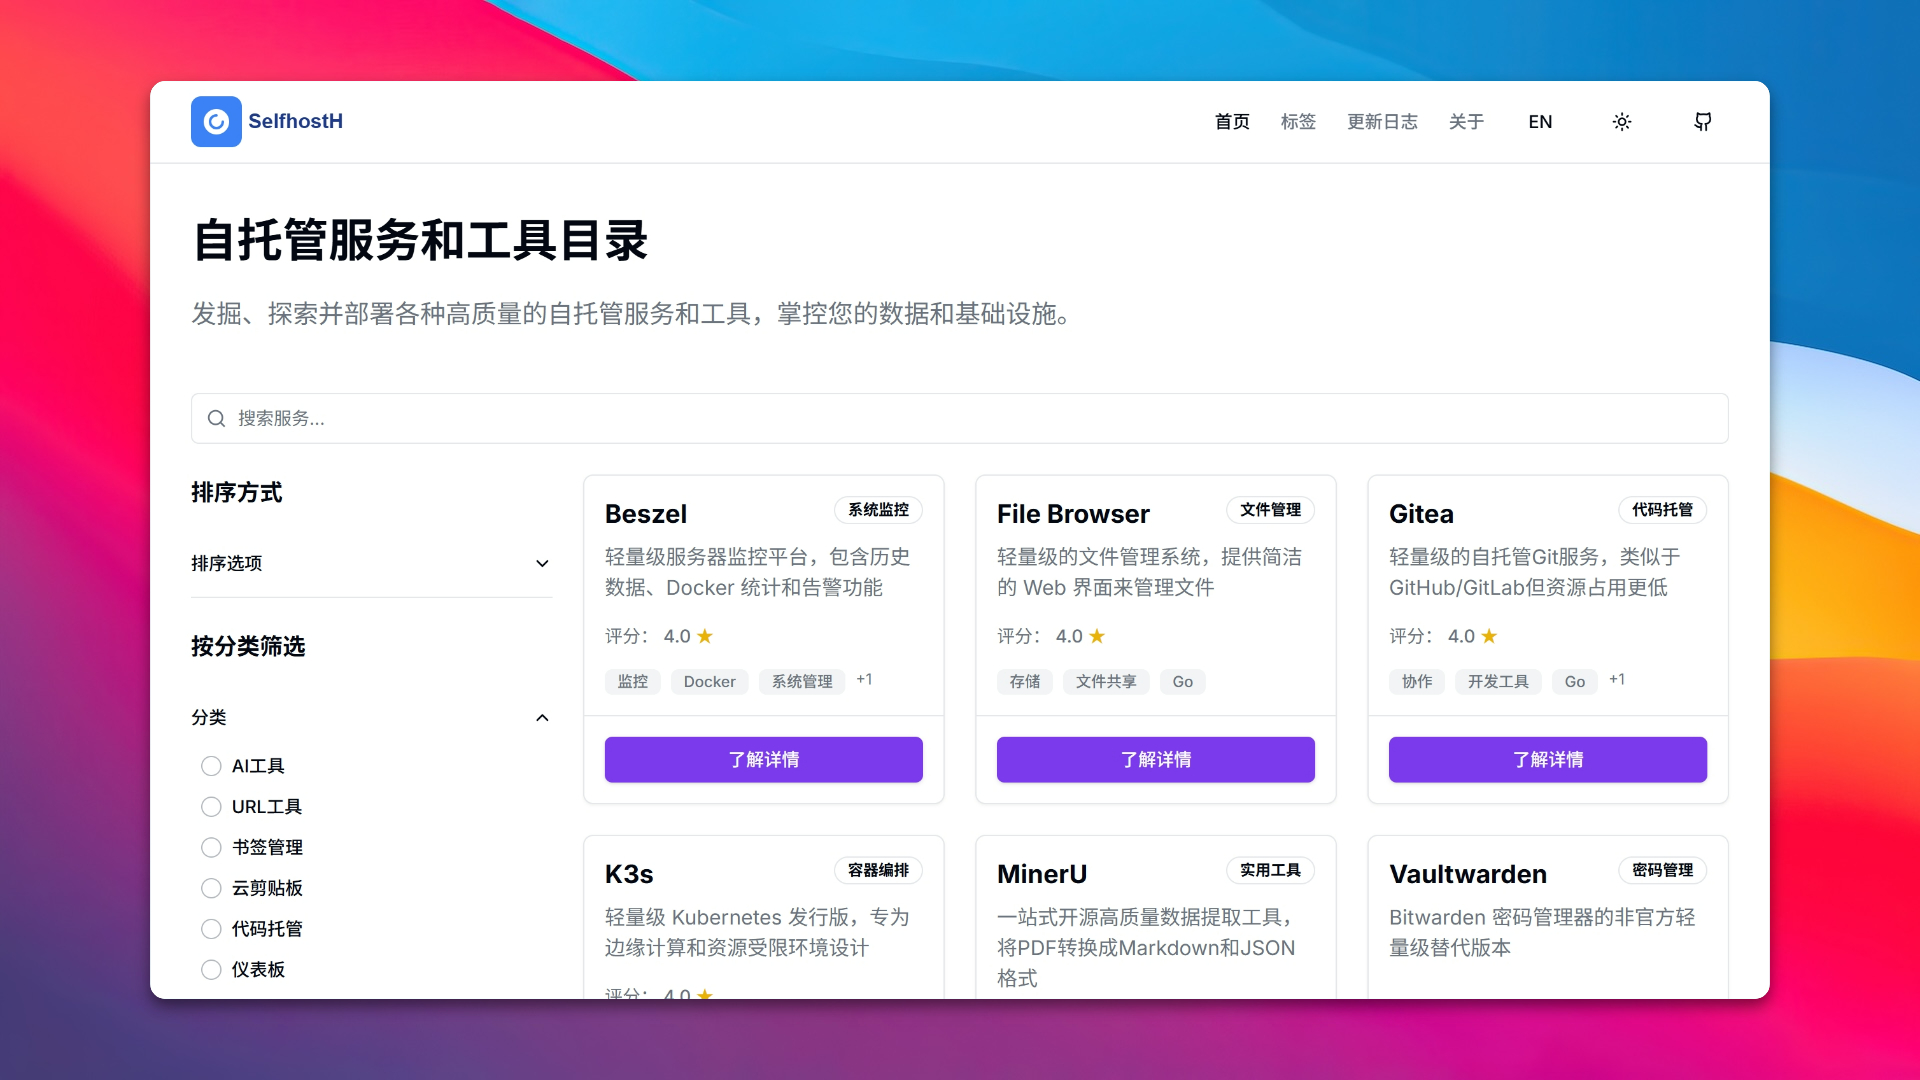 SelfhostH
首页 标签 更新日志 关于 EN
自托管服务和工具目录
发掘、探索并部署各种高质量的自托管服务和工具，掌控您的数据和基础设施。
搜索服务...
排序方式
排序选项
按分类筛选
分类
AI工具
URL工具
书签管理
云剪贴板
代码托管
仪表板
Beszel 系统监控
轻量级服务器监控平台，包含历史
数据、Docker 统计和告警功能
评分： 4.0 ★
监控 Docker 系统管理 +1
了解详情
File Browser 文件管理
轻量级的文件管理系统，提供简洁
的 Web 界面来管理文件
评分： 4.0 ★
存储 文件共享 Go
了解详情
Gitea 代码托管
轻量级的自托管Git服务，类似于
GitHub/GitLab但资源占用更低
评分： 4.0 ★
协作 开发工具 Go +1
了解详情
K3s 容器编排
轻量级 Kubernetes 发行版，专为
边缘计算和资源受限环境设计
评分： 4.0 ★
MinerU 实用工具
一站式开源高质量数据提取工具，
将PDF转换成Markdown和JSON
格式
Vaultwarden 密码管理
Bitwarden 密码管理器的非官方轻
量级替代版本